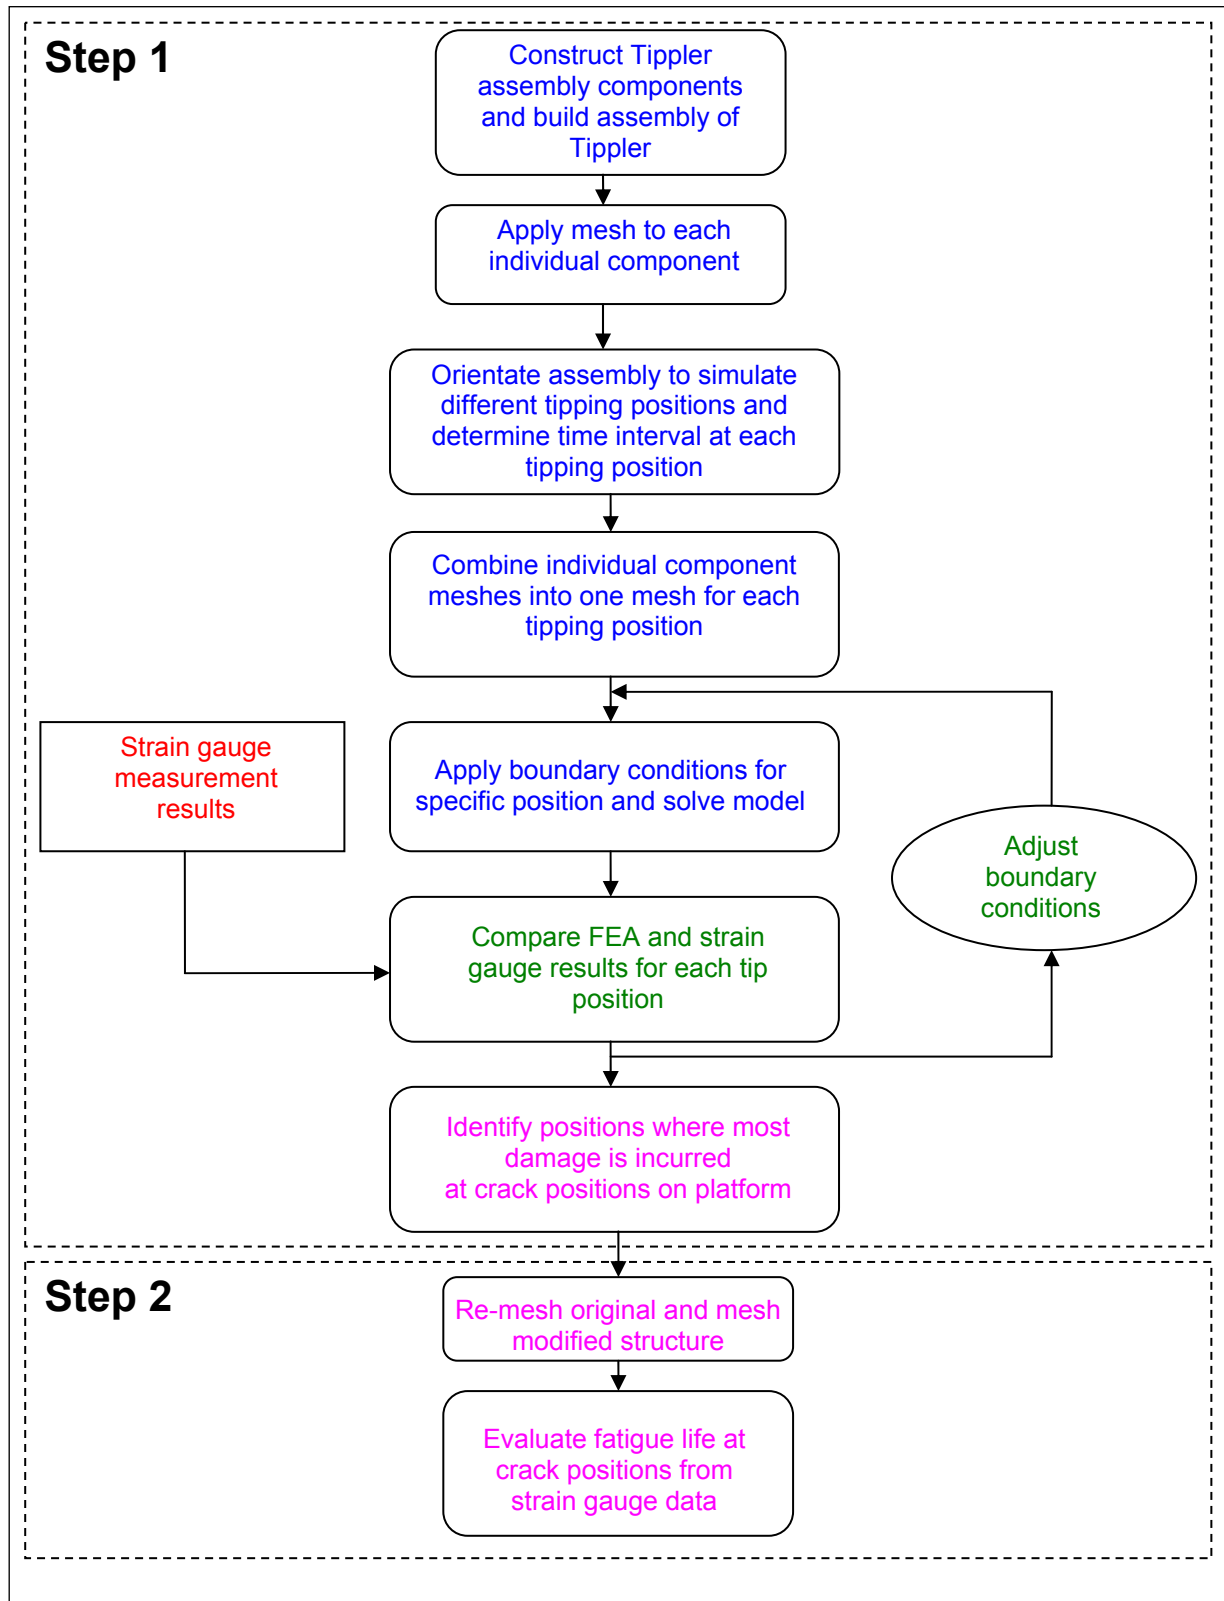 Step 1
Construct Tippler
assembly components
and build assembly of
Tippler
Apply mesh to each
individual component
Orientate assembly to simulate
different tipping positions and
determine time interval at each
tipping position
Combine individual component
meshes into one mesh for each
tipping position
Strain gauge
measurement
results
Apply boundary conditions for
specific position and solve model
Adjust
boundary
conditions
Compare FEA and strain
gauge results for each tip
position
Identify positions where most
damage is incurred
at crack positions on platform
Step 2
Re-mesh original and mesh
modified structure
Evaluate fatigue life at
crack positions from
strain gauge data